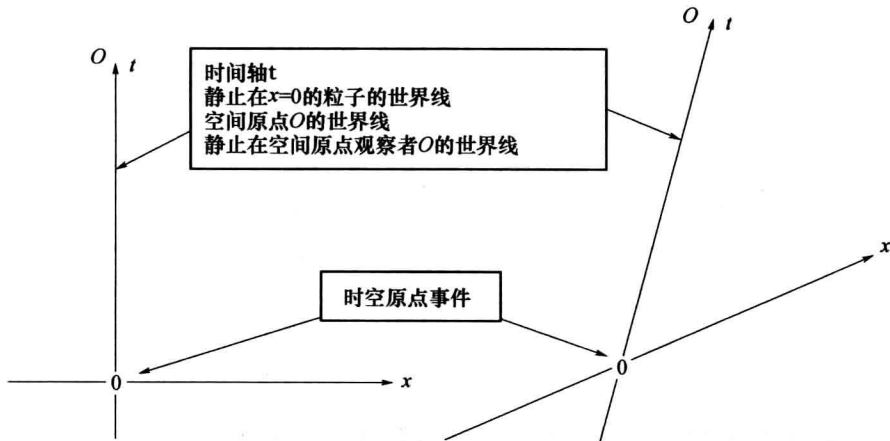 O t
O t
时间轴t
静止在x=0的粒子的世界线
空间原点O的世界线
静止在空间原点观察者O的世界线
x
时空原点事件
0
x
0